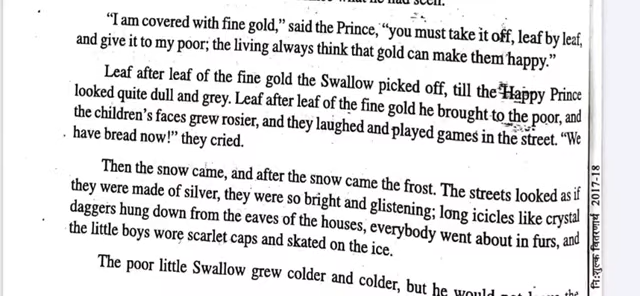 he had seen.
"I am covered with fine gold," said the Prince, "you must take it off, leaf by leaf,
and give it to my poor; the living always think that gold can make them happy."
Leaf after leaf of the fine gold the Swallow picked off, till the Happy Prince
looked quite dull and grey. Leaf after leaf of the fine gold he brought to the poor, and
the children's faces grew rosier, and they laughed and played games in the street. "We
have bread now!" they cried.
Then the snow came, and after the snow came the frost. The streets looked as if
they were made of silver, they were so bright and glistening; long icicles like crystal
daggers hung down from the eaves of the houses, everybody went about in furs, and
the little boys wore scarlet caps and skated on the ice.
The poor little Swallow grew colder and colder, but he would the
नि:शुल्क वितरणार्थ 2017-18